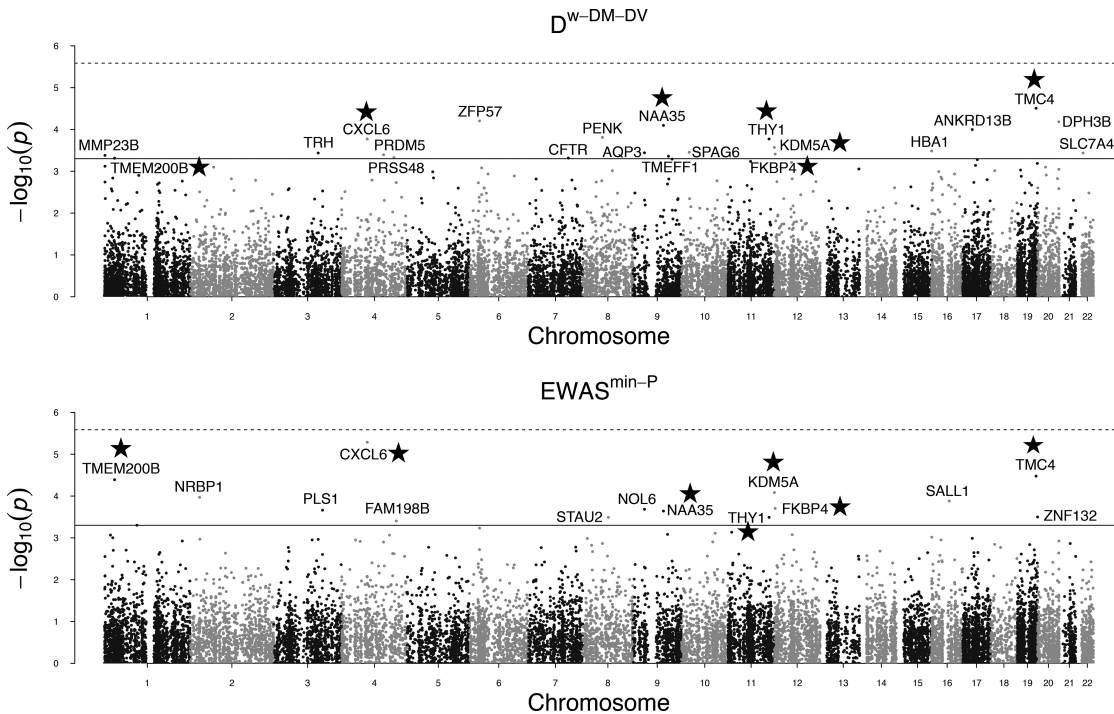 D^w–DM–DV
−log10(p)
6
5
4
3
2
1
0
MMP23B
TMEM200B
TRH
CXCL6
PRDM5
PRSS48
ZFP57
CFTR
PENK
AQP3
NAA35
TMEFF1
SPAG6
THY1
KDM5A
FKBP4
HBA1
ANKRD13B
TMC4
DPH3B
SLC7A4
1 2 3 4 5 6 7 8 9 10 11 12 13 14 15 16 17 18 19 20 21 22
Chromosome
EWAS^min–P
−log10(p)
6
5
4
3
2
1
0
TMEM200B
NRBP1
PLS1
CXCL6
FAM198B
STAU2
NOL6
NAA35
THY1
KDM5A
FKBP4
SALL1
TMC4
ZNF132
1 2 3 4 5 6 7 8 9 10 11 12 13 14 15 16 17 18 19 20 21 22
Chromosome